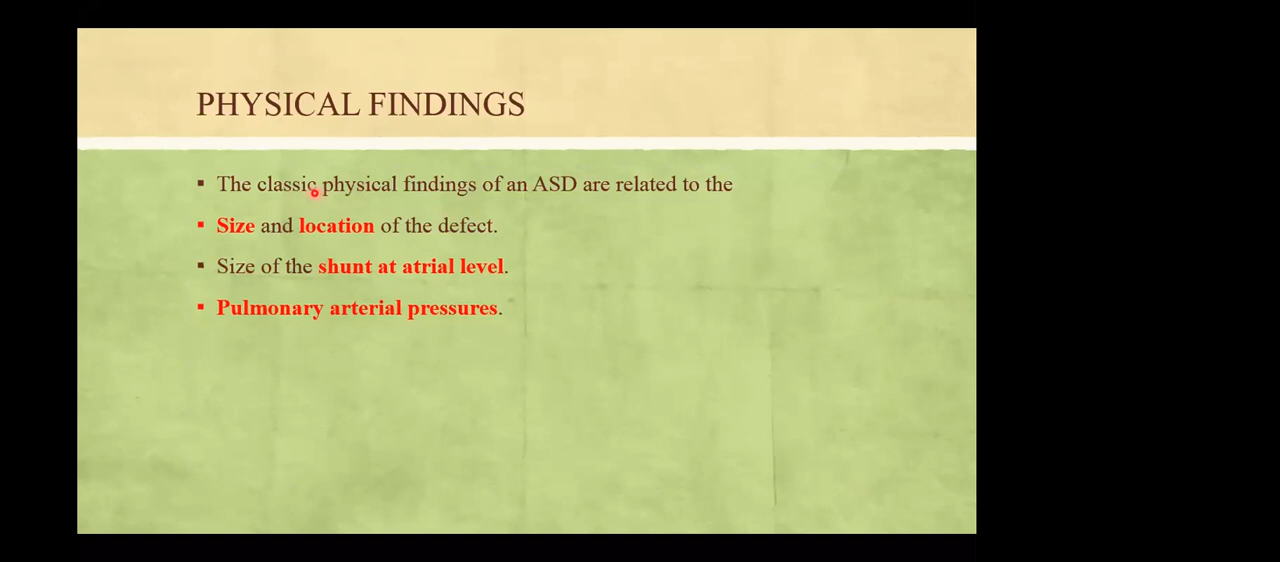 PHYSICAL FINDINGS
▪ The classic physical findings of an ASD are related to the
▪ Size and location of the defect.
▪ Size of the shunt at atrial level.
▪ Pulmonary arterial pressures.